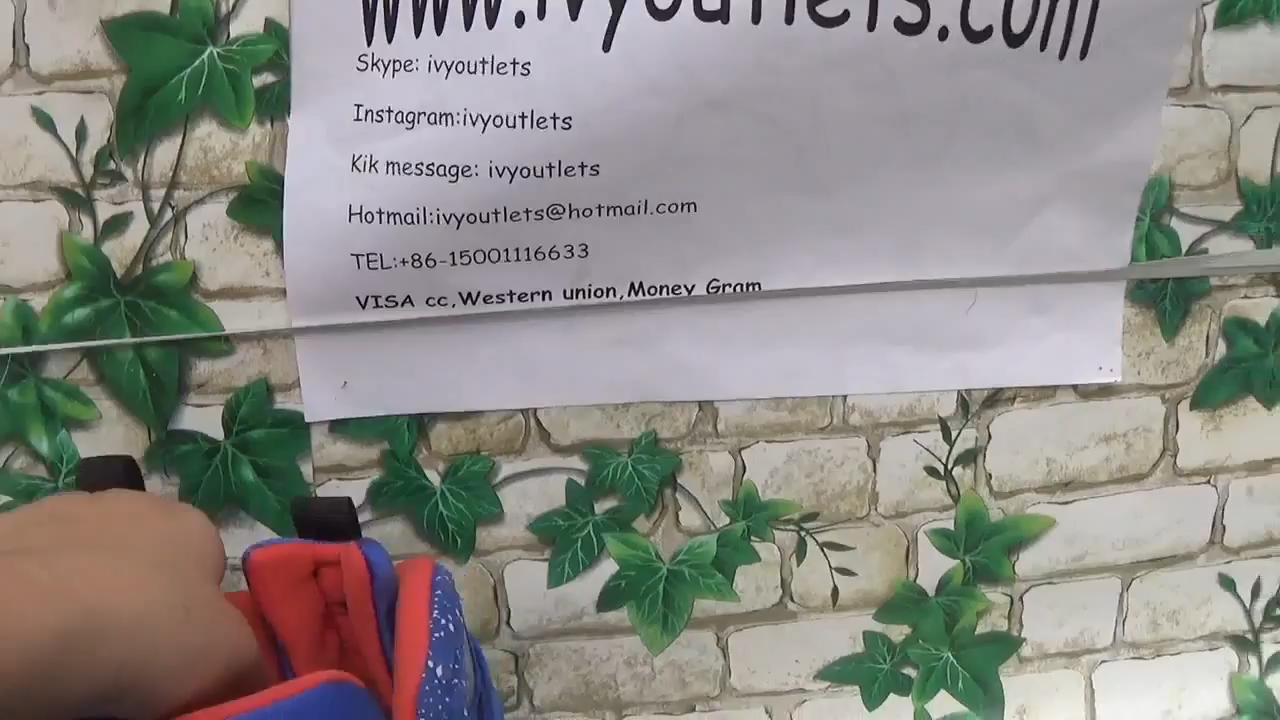 www.ivyoutlets.com
Skype: ivyoutlets
Instagram:ivyoutlets
Kik message: ivyoutlets
Hotmail:ivyoutlets@hotmail.com
TEL:+86-15001116633
VISA cc,Western union,Money Gram